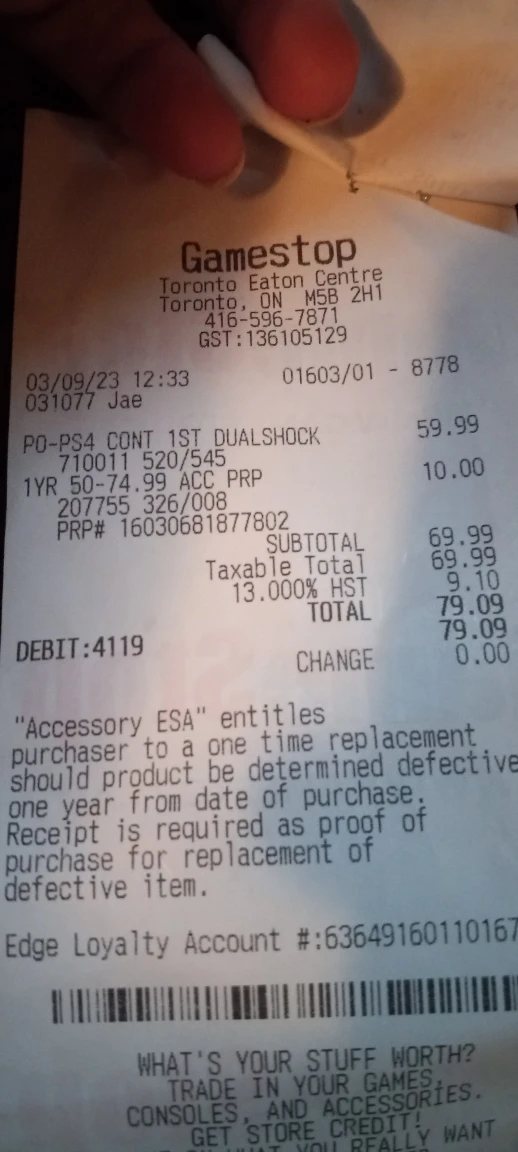 Gamestop
Toronto Eaton Centre
Toronto, ON M5B 2H1
416-596-7871
GST:136105129
03/09/23 12:33 01603/01 - 8778
031077 Jae
PO-PS4 CONT 1ST DUALSHOCK 59.99
710011 520/545
1YR 50-74.99 ACC PRP 10.00
207755 326/008
PRP# 16030681877802
SUBTOTAL 69.99
Taxable Total 69.99
13.000% HST 9.10
TOTAL 79.09
DEBIT:4119 79.09
CHANGE 0.00
"Accessory ESA" entitles
purchaser to a one time replacement
should product be determined defective
one year from date of purchase.
Receipt is required as proof of
purchase for replacement of
defective item.
Edge Loyalty Account #:63649160110167
WHAT'S YOUR STUFF WORTH?
TRADE IN YOUR GAMES,
CONSOLES, AND ACCESSORIES.
GET STORE CREDIT!
WHAT YOU REALLY WANT